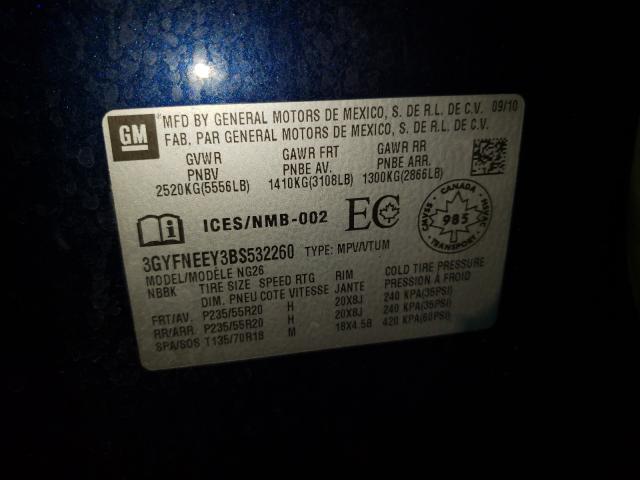 GM
MFD BY GENERAL MOTORS DE MEXICO, S. DE R.L. DE C.V. 09/10
FAB. PAR GENERAL MOTORS DE MEXICO, S. DE R.L. DE C.V.
GVWR GAWR FRT GAWR RR
PNBV PNBE AV. PNBE ARR.
2520KG(5556LB) 1410KG(3108LB) 1300KG(2866LB)
ICES/NMB-002 EC
CANADA
CMVSS 985 NSVAC
TRANSPORT
3GYFNEEY3BS532260 TYPE: MPV/VTUM
MODEL/MODÈLE NG26
NBBK TIRE SIZE SPEED RTG RIM COLD TIRE PRESSURE
DIM. PNEU COTE VITESSE JANTE PRESSION À FROID
FRT/AV. P235/55R20 H 20X8J 240 KPA(35PSI)
RR/ARR. P235/55R20 H 20X8J 240 KPA(35PSI)
SPA/SOS T135/70R18 M 18X4.5B 420 KPA(60PSI)